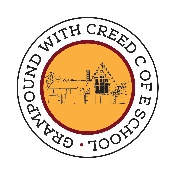 GRAMPOUND WITH CREED C OF E SCHOOL •